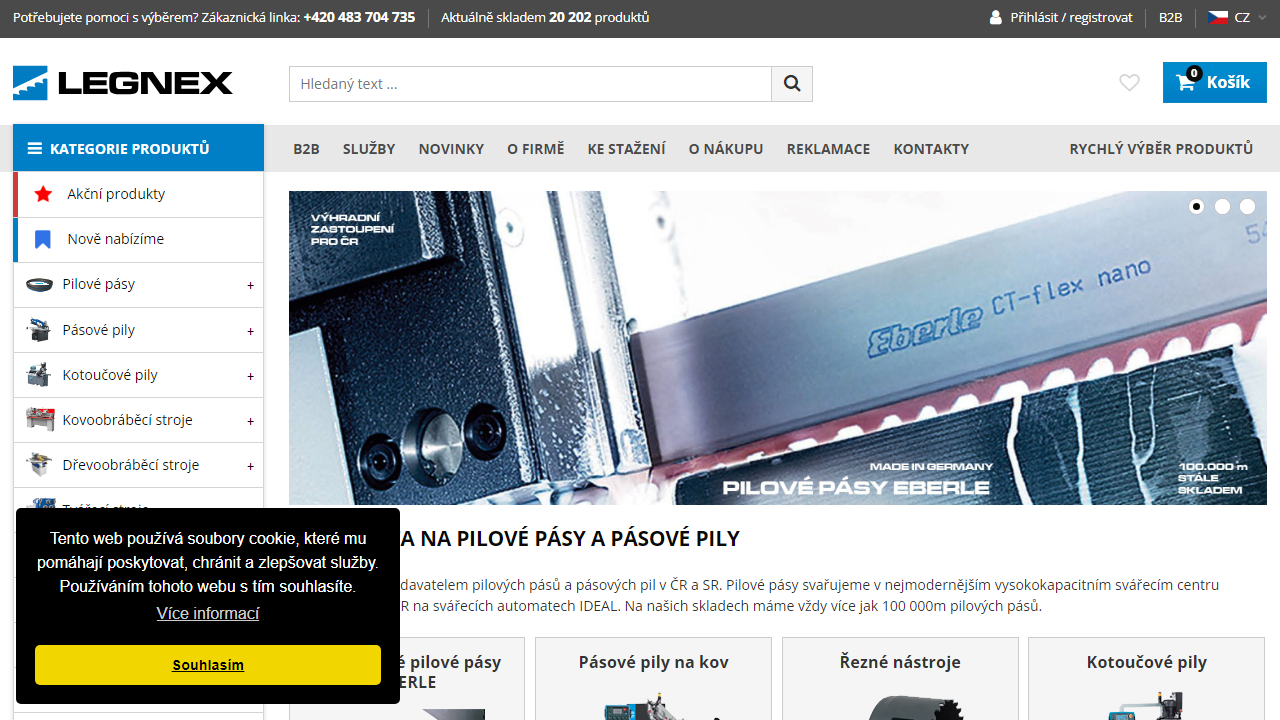 Potřebujete pomoci s výběrem? Zákaznická linka: +420 483 704 735
Aktuálně skladem 20 202 produktů
Přihlásit / registrovat
B2B
CZ
LEGNEX
Hledaný text ...
0
Košík
KATEGORIE PRODUKTŮ
B2B
SLUŽBY
NOVINKY
O FIRMĚ
KE STAŽENÍ
O NÁKUPU
REKLAMACE
KONTAKTY
RYCHLÝ VÝBĚR PRODUKTŮ
Akční produkty
Nově nabízíme
Pilové pásy +
Pásové pily +
Kotoučové pily +
Kovoobráběcí stroje +
Dřevoobráběcí stroje +
VÝHRADNÍ
ZASTOUPENÍ
PRO ČR
54
Eberle CT-flex nano
MADE IN GERMANY
PILOVÉ PÁSY EBERLE
100.000 m
STÁLE
SKLADEM
A NA PILOVÉ PÁSY A PÁSOVÉ PILY
davatelem pilových pásů a pásových pil v ČR a SR. Pilové pásy svařujeme v nejmodernějším vysokokapacitním svářecím centru
R na svářecích automatech IDEAL. Na našich skladech máme vždy více jak 100 000m pilových pásů.
é pilové pásy
ERLE
Pásové pily na kov
Řezné nástroje
Kotoučové pily
Tento web používá soubory cookie, které mu
pomáhají poskytovat, chránit a zlepšovat služby.
Používáním tohoto webu s tím souhlasíte.
Více informací
Souhlasím